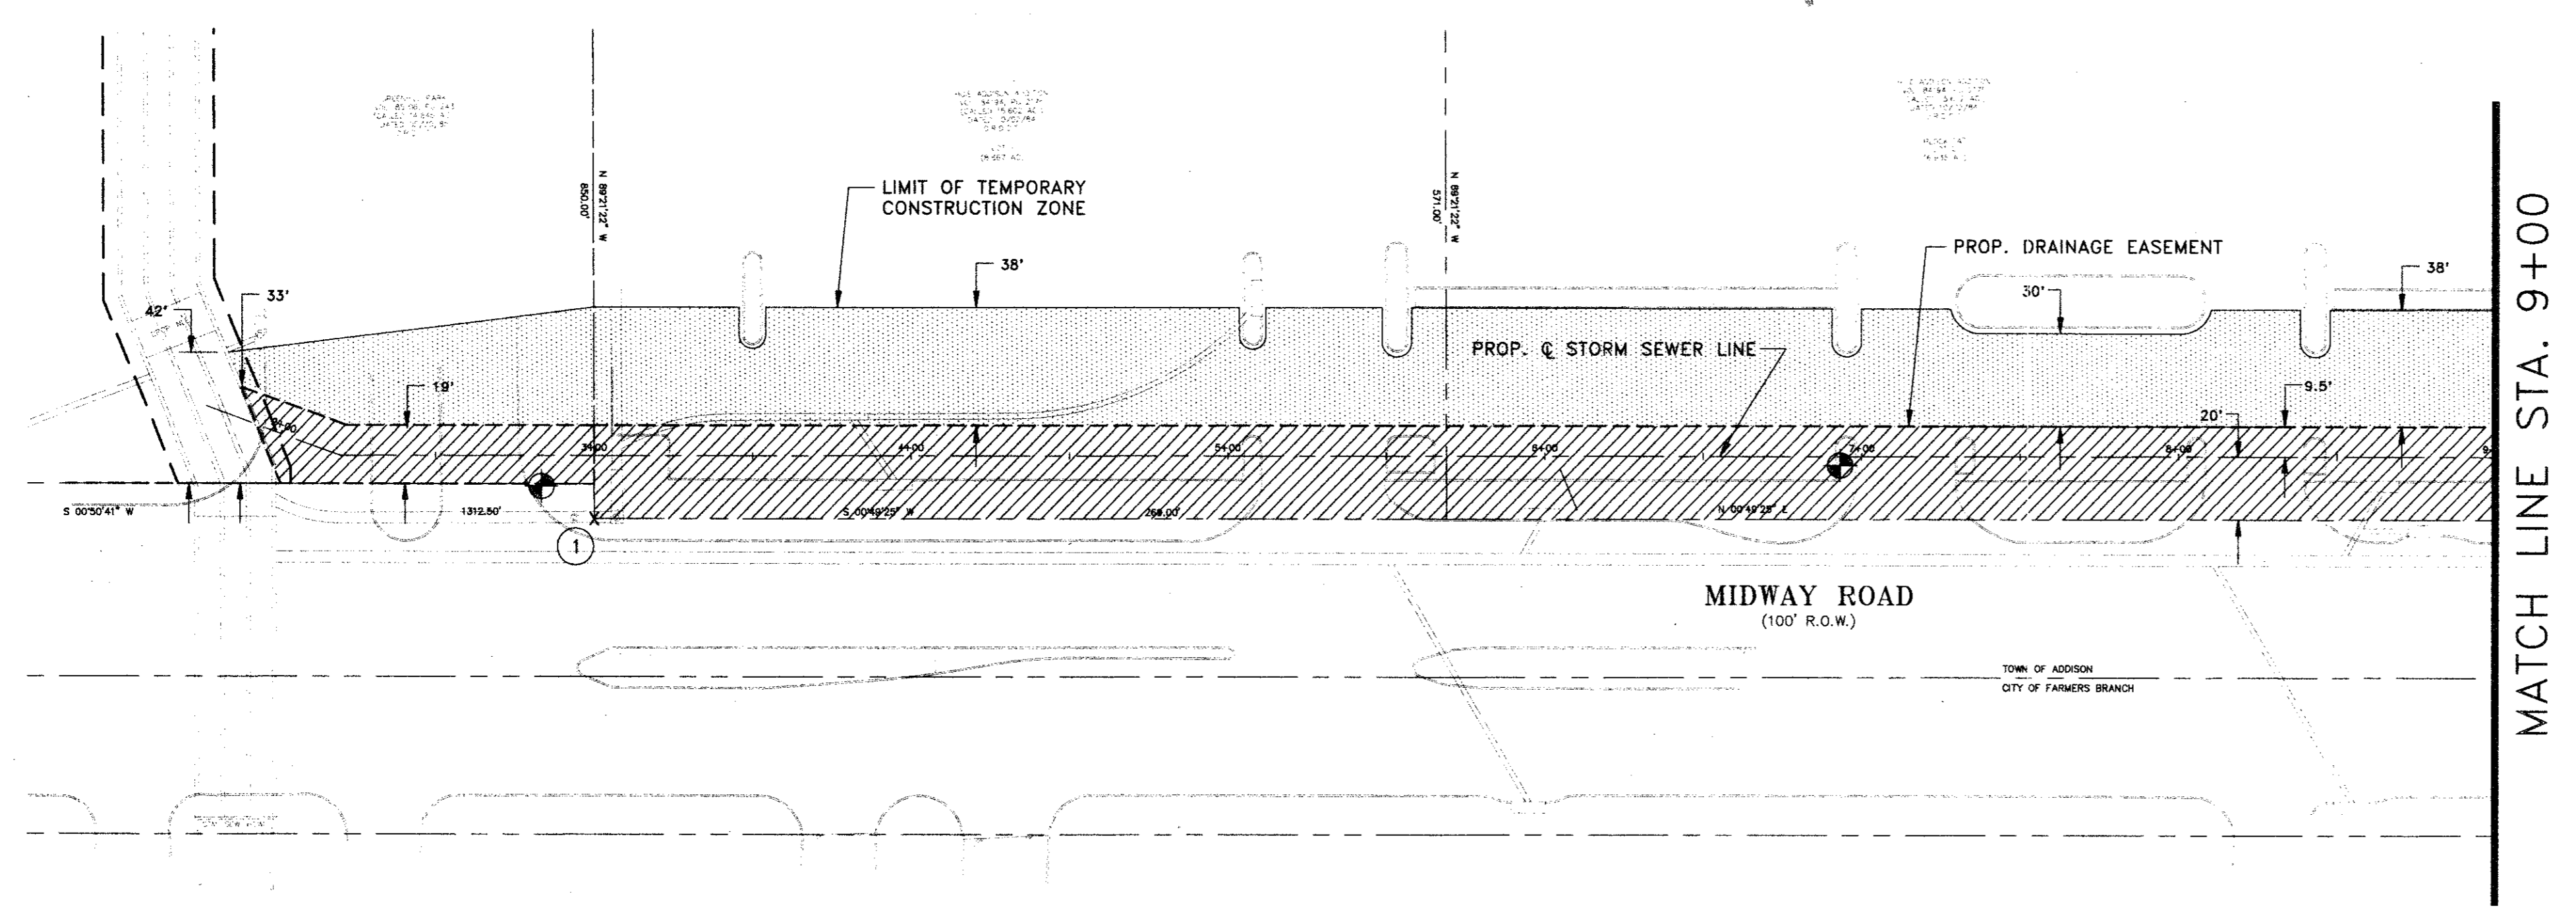 LIMIT OF TEMPORARY
CONSTRUCTION ZONE
N 89°21'22" W
850.00'
N 89°21'22" W
571.00'
38'
PROP. DRAINAGE EASEMENT
30'
38'
33'
42'
19'
PROP. ℄ STORM SEWER LINE
9.5'
20'
2+00
3+00
4+00
5+00
6+00
7+00
8+00
S 00°50'41" W
1312.50'
S 00°49'25" W
269.00'
N 00°49'25" E
1
MIDWAY ROAD
(100' R.O.W.)
TOWN OF ADDISON
CITY OF FARMERS BRANCH
MATCH LINE STA. 9+00